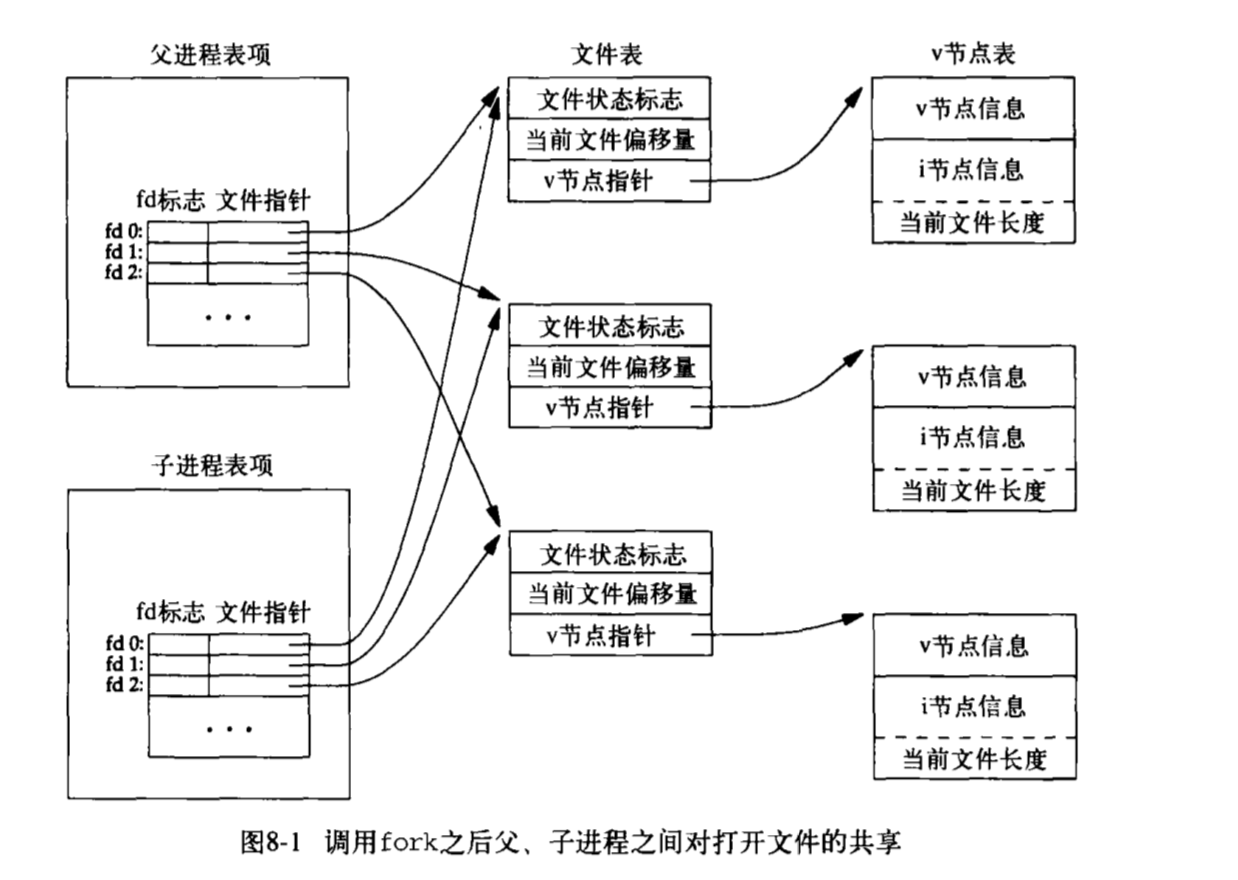 父进程表项
fd标志 文件指针
fd 0:
fd 1:
fd 2:
...
子进程表项
fd标志 文件指针
fd 0:
fd 1:
fd 2:
...
文件表
文件状态标志
当前文件偏移量
v节点指针
文件状态标志
当前文件偏移量
v节点指针
文件状态标志
当前文件偏移量
v节点指针
v节点表
v节点信息
i节点信息
当前文件长度
v节点信息
i节点信息
当前文件长度
v节点信息
i节点信息
当前文件长度
图8-1 调用fork之后父、子进程之间对打开文件的共享